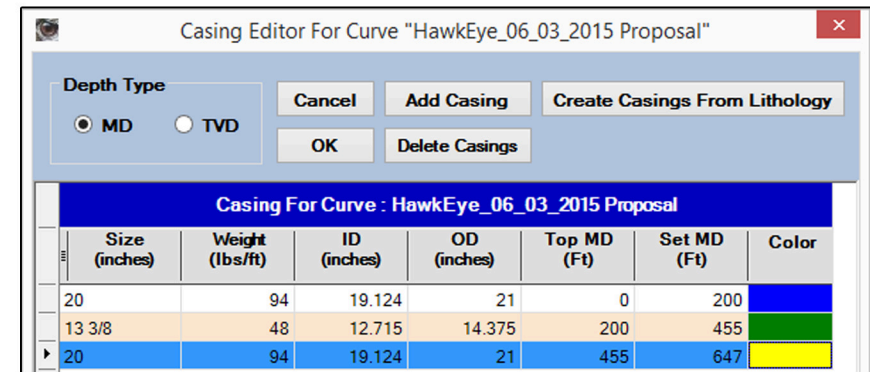 Casing Editor For Curve "HawkEye_06_03_2015 Proposal"
Depth Type
MD TVD
Cancel Add Casing Create Casings From Lithology
OK Delete Casings
Casing For Curve : HawkEye_06_03_2015 Proposal
Size (inches) Weight (lbs/ft) ID (inches) OD (inches) Top MD (Ft) Set MD (Ft) Color
20 94 19.124 21 0 200
13 3/8 48 12.715 14.375 200 455
20 94 19.124 21 455 647